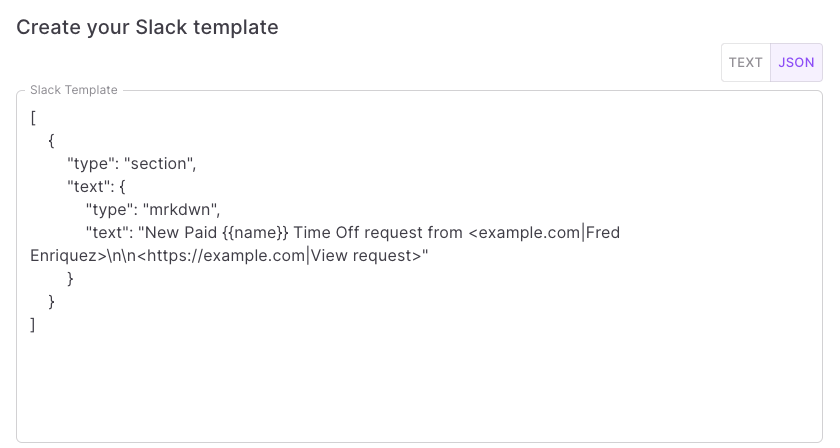 Create your Slack template
TEXT JSON
Slack Template
[
{
"type": "section",
"text": {
"type": "mrkdwn",
"text": "New Paid {{name}} Time Off request from <example.com|Fred
Enriquez>\n\n<https://example.com|View request>"
}
}
]